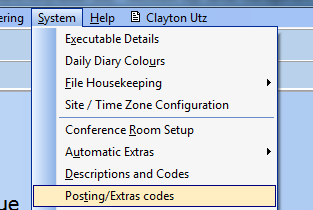 ering System Help Clayton Utz
Executable Details
Daily Diary Colours
File Housekeeping
Site / Time Zone Configuration
Conference Room Setup
Automatic Extras
Descriptions and Codes
Posting/Extras codes
ue